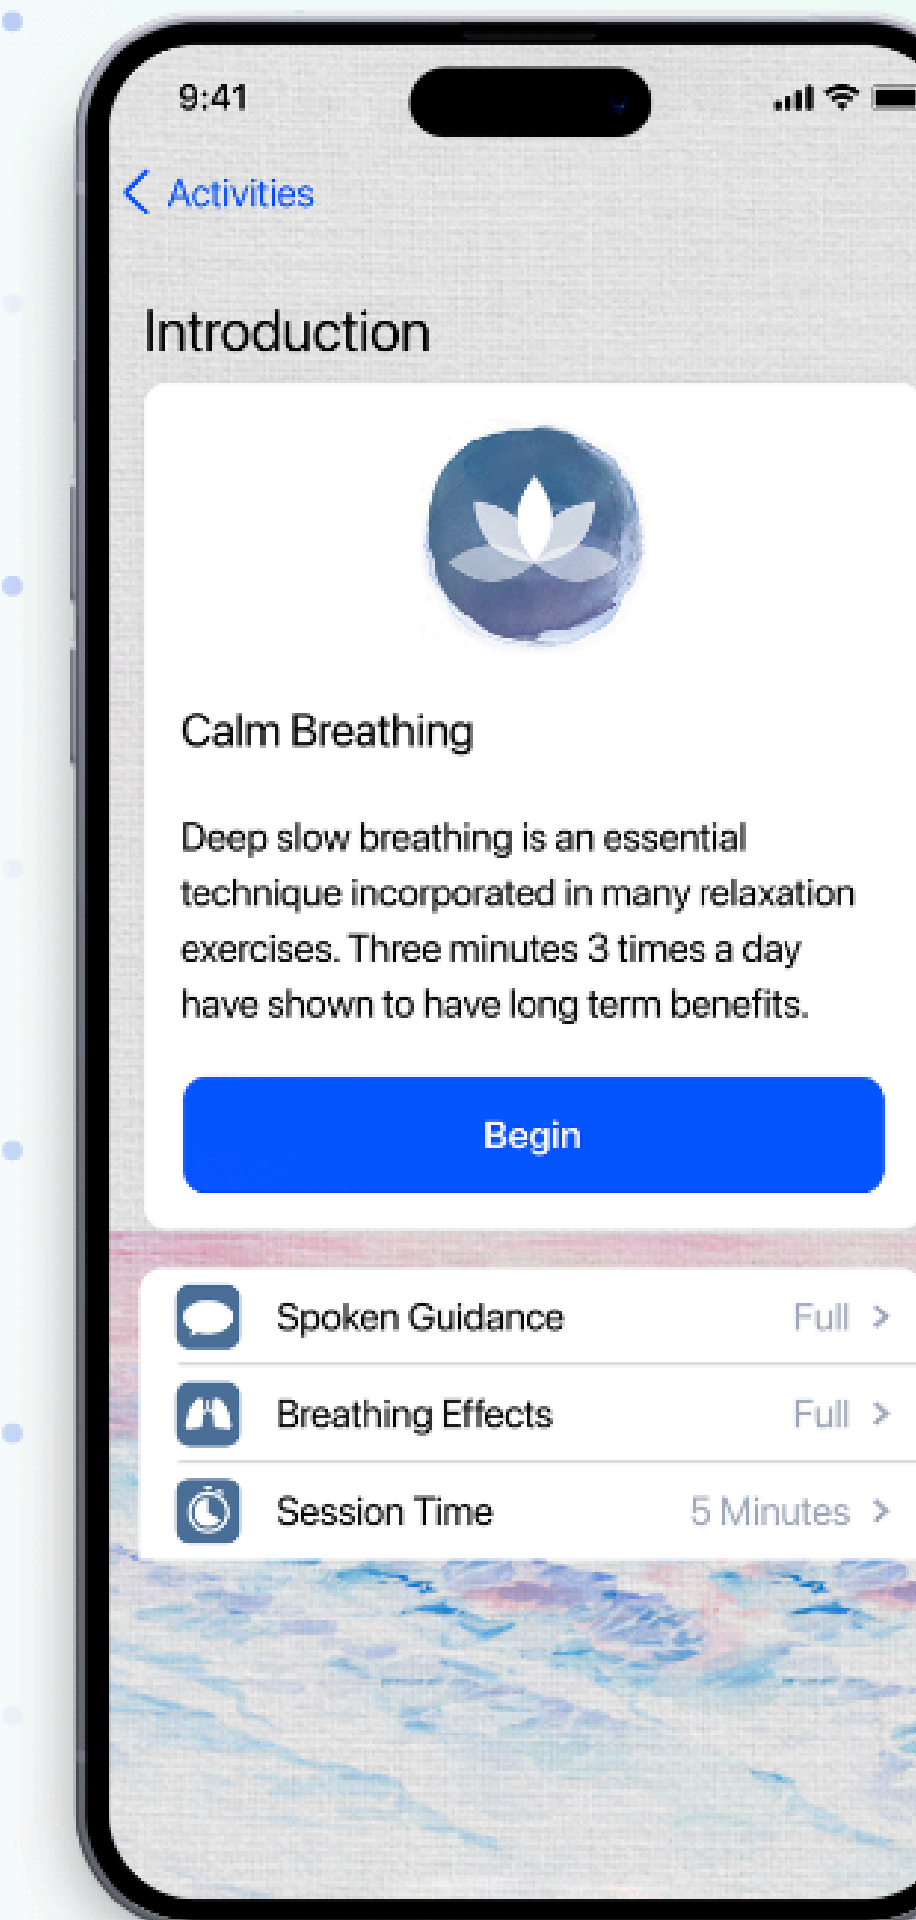 9:41
Activities
Introduction
Calm Breathing
Deep slow breathing is an essential
technique incorporated in many relaxation
exercises. Three minutes 3 times a day
have shown to have long term benefits.
Begin
Spoken Guidance Full
Breathing Effects Full
Session Time 5 Minutes